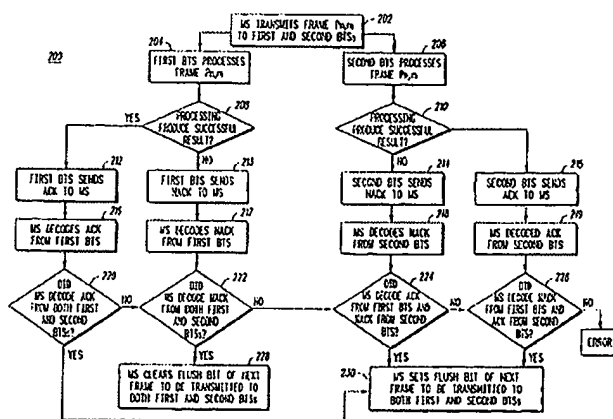 202
MS TRANSMITS FRAME Pn,m
TO FIRST AND SECOND BTSs
200
204
FIRST BTS PROCESSES
FRAME Pn,m
206
SECOND BTS PROCESSES
FRAME Pn,m
208
PROCESSING
PRODUCE SUCCESSFUL
RESULT?
YES
NO
210
PROCESSING
PRODUCE SUCCESSFUL
RESULT?
NO
212
FIRST BTS SENDS
ACK TO MS
213
FIRST BTS SENDS
NACK TO MS
214
SECOND BTS SENDS
NACK TO MS
215
SECOND BTS SENDS
ACK TO MS
216
MS DECODES ACK
FROM FIRST BTS
217
MS DECODES NACK
FROM FIRST BTS
218
MS DECODES NACK
FROM SECOND BTS
219
MS DECODED ACK
FROM SECOND BTS
220
DID
MS DECODE ACK
FROM BOTH FIRST
AND SECOND
BTSs?
NO
YES
222
DID
MS DECODE NACK
FROM BOTH FIRST
AND SECOND
BTSs?
NO
YES
224
DID
MS DECODE ACK
FROM FIRST BTS AND
NACK FROM SECOND
BTS?
NO
YES
226
DID
MS DECODE NACK
FROM FIRST BTS AND
ACK FROM SECOND
BTS?
NO
YES
ERROR
228
MS CLEARS FLUSH BIT OF NEXT
FRAME TO BE TRANSMITTED TO
BOTH FIRST AND SECOND BTSs
230
MS SETS FLUSH BIT OF NEXT
FRAME TO BE TRANSMITTED TO
BOTH FIRST AND SECOND BTSs